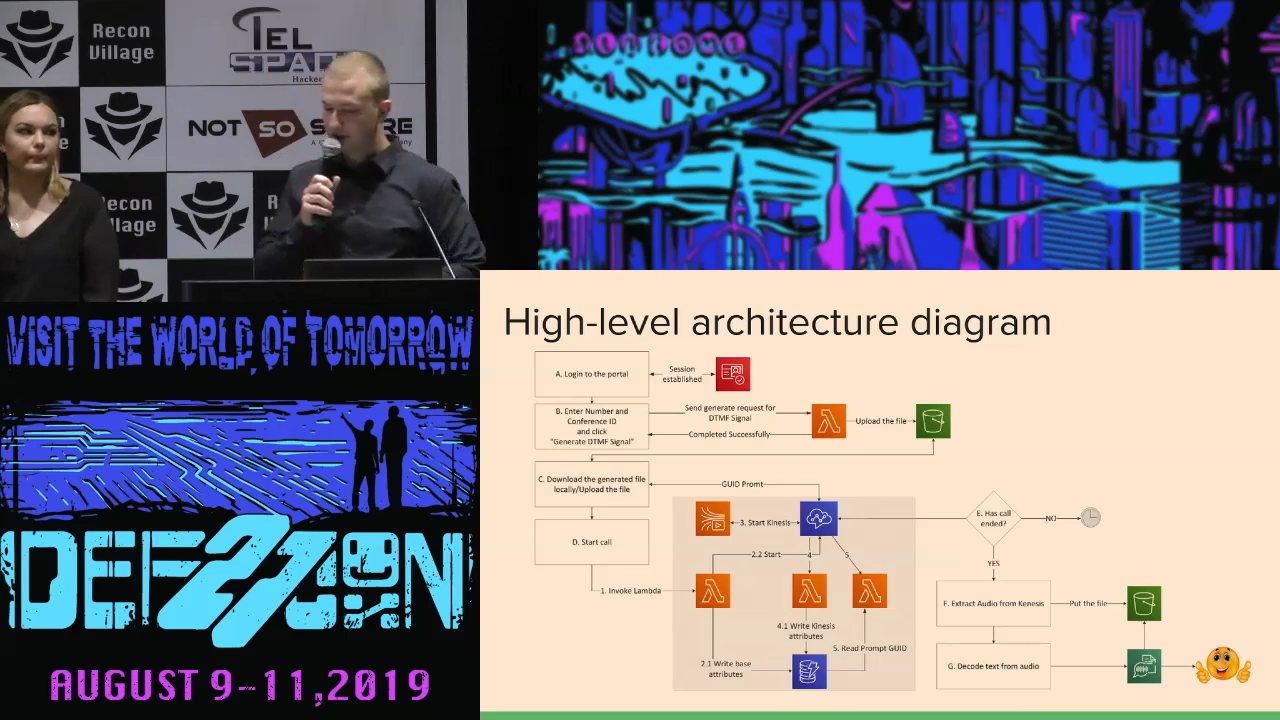 Recon
Village
TEL
SPA
Hacker
NOT SO S
RE
A C
ny
Recon
Village
VISIT THE WORLD OF TOMORROW
DEFCON
AUGUST 9-11, 2019
High-level architecture diagram
A. Login to the portal
Session
established
B. Enter Number and
Conference ID
and click
"Generate DTMF Signal"
Send generate request for
DTMF Signal
Completed Successfully
Upload the file
C. Download the generated file
locally/Upload the file
GUID Promt
D. Start call
1. Invoke Lambda
3. Start Kinesis
2.2 Start
4
5
4.1 Write Kinesis
attributes
5. Read Prompt GUID
2.1 Write base
attributes
E. Has call
ended?
NO
YES
F. Extract Audio from Kenesis
Put the file
G. Decode text from audio